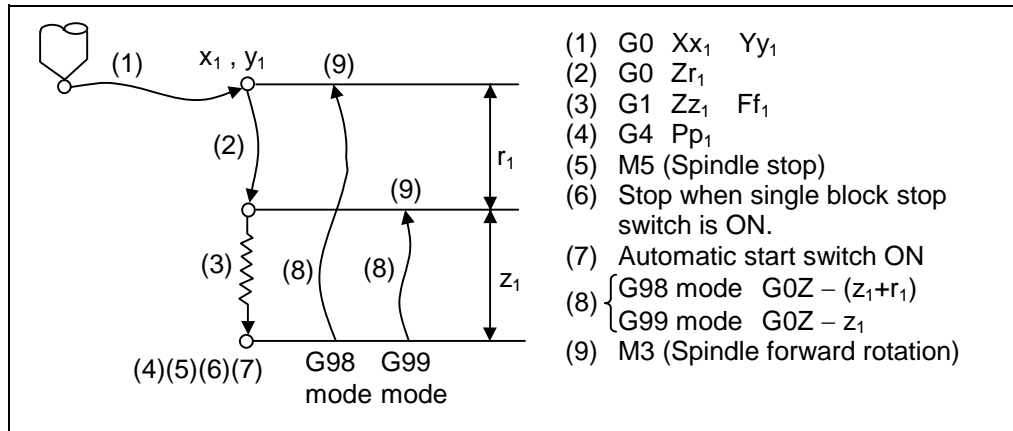 (1)
x₁ , y₁
(9)
(2)
r₁
(9)
(3)
(8)
(8)
z₁
(4)(5)(6)(7)
G98 mode
G99 mode
(1) G0 Xx₁ Yy₁
(2) G0 Zr₁
(3) G1 Zz₁ Ff₁
(4) G4 Pp₁
(5) M5 (Spindle stop)
(6) Stop when single block stop
switch is ON.
(7) Automatic start switch ON
(8) G98 mode G0Z – (z₁+r₁)
G99 mode G0Z – z₁
(9) M3 (Spindle forward rotation)